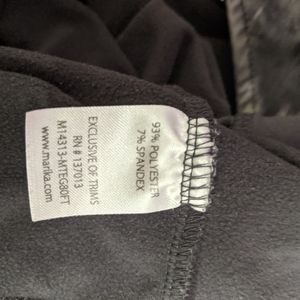 93% POLYESTER
7% SPANDEX
EXCLUSIVE OF TRIMS
RN # 137013
M14313-MTEG80FT
www.marika.com